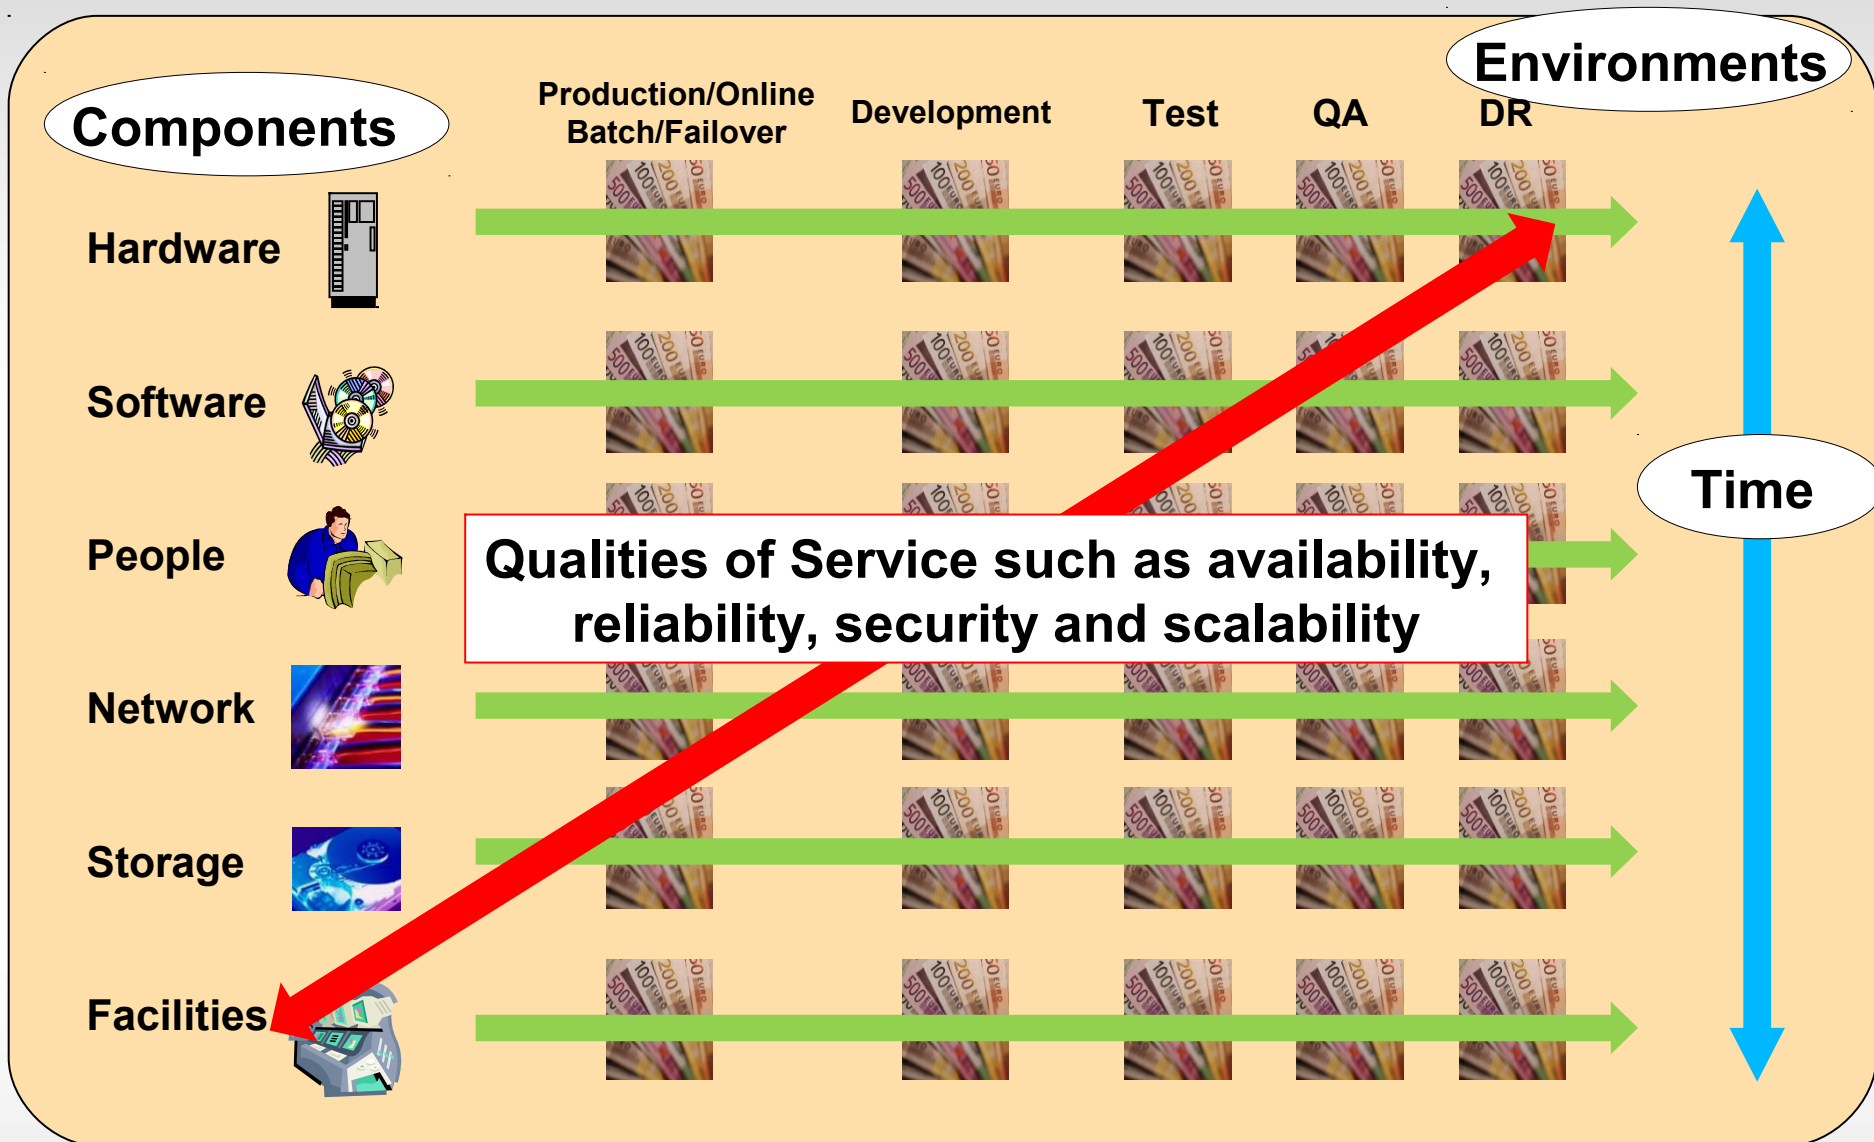 Environments
Components
Production/Online
Batch/Failover
Development
Test
QA
DR
Hardware
Software
People
Network
Storage
Facilities
Time
Qualities of Service such as availability,
reliability, security and scalability